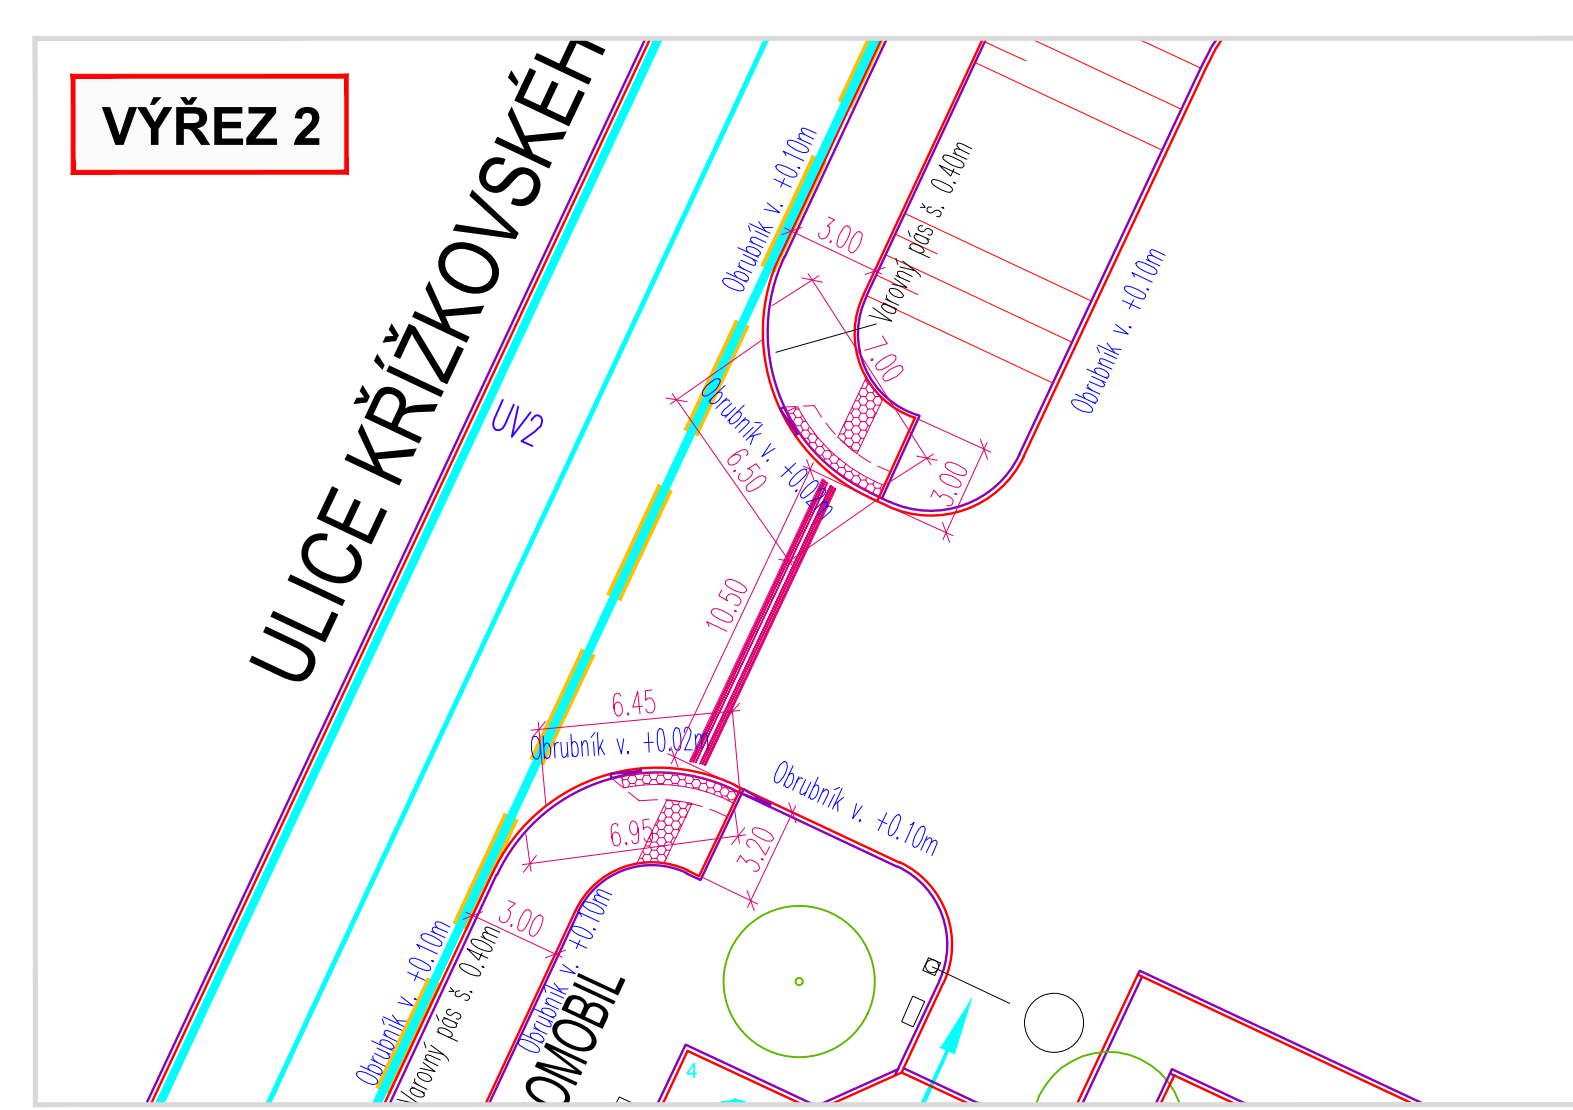 VÝŘEZ 2
ULICE KŘÍŽKOVSKÉH
UV2
Obrubník v. +0.10m
3.00
Varovný pás š. 0.40m
Obrubník v. +0.10m
7.00
Obrubník v. +0.02m
6.50
3.00
10.50
6.45
Obrubník v. +0.02m
Obrubník v. +0.10m
6.95
3.20
3.00
Obrubník v. +0.10m
Varovný pás š. 0.40m
Obrubník v. +0.10m
OMOBIL
4